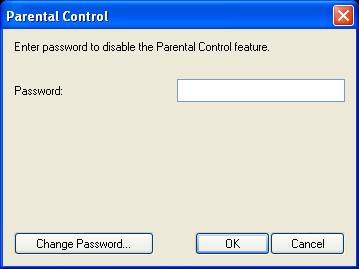 Parental Control
Enter password to disable the Parental Control feature.
Password:
Change Password...
OK
Cancel